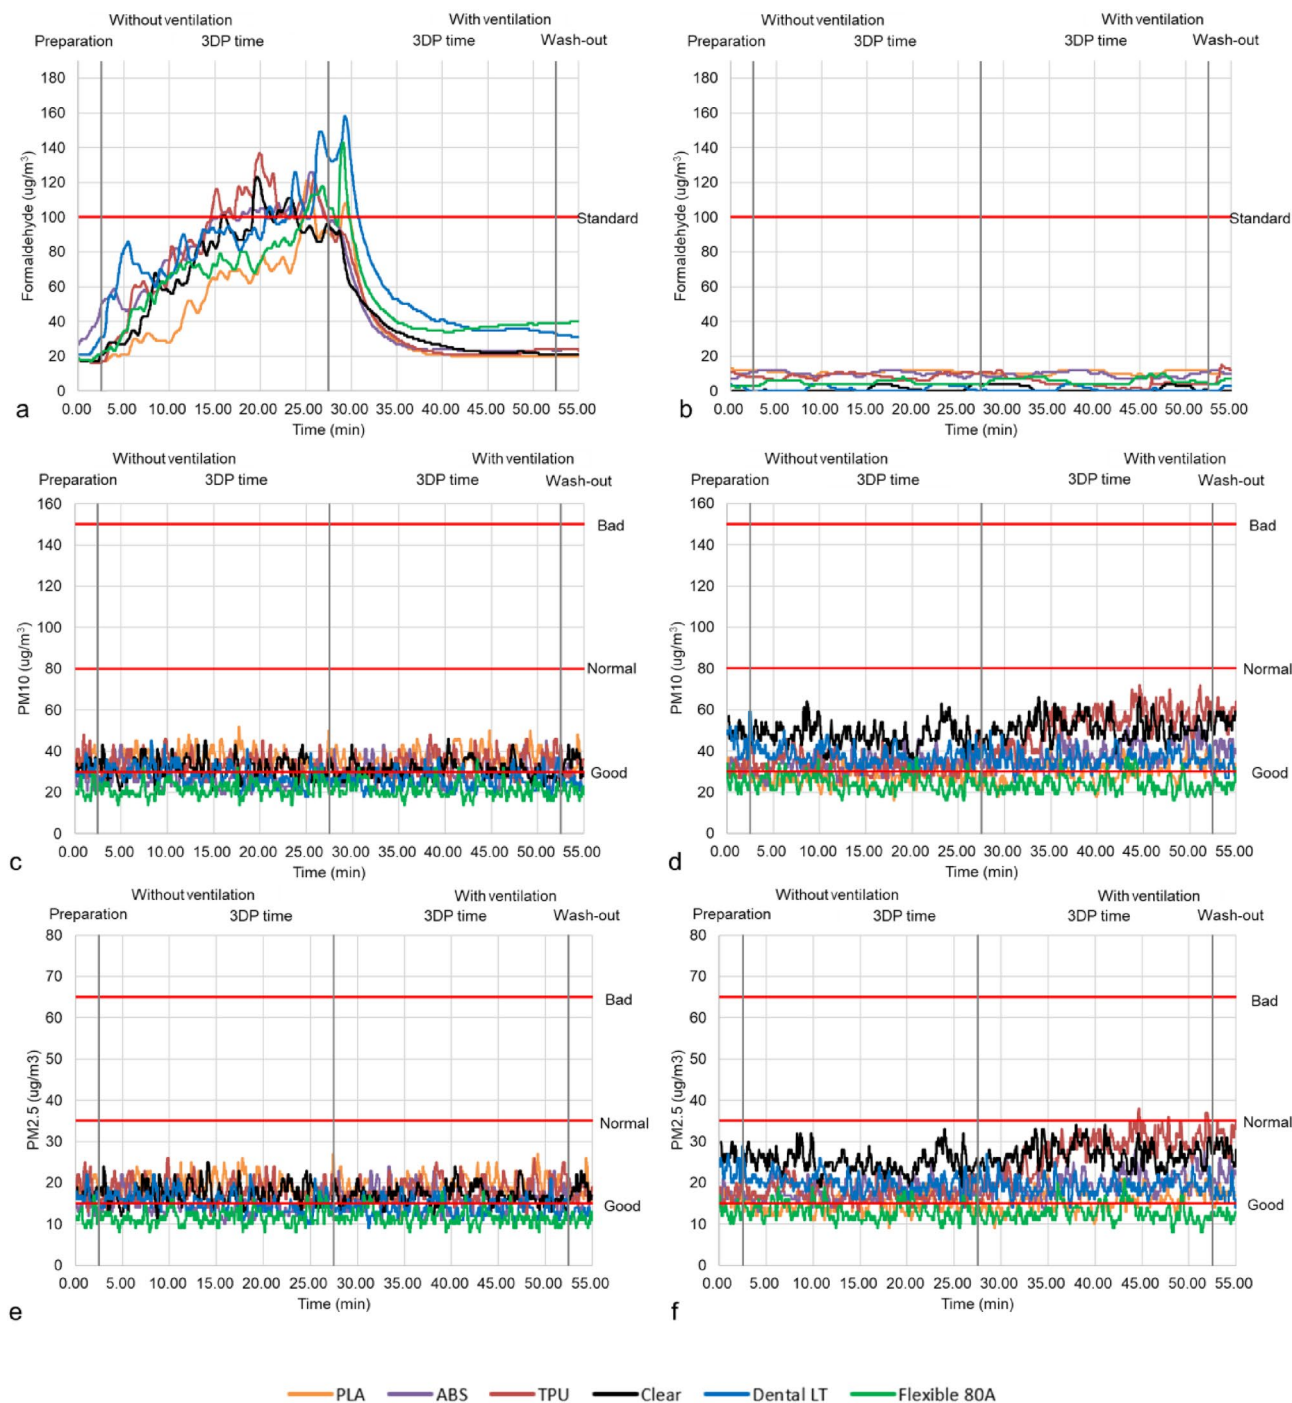 Without ventilation With ventilation
Preparation 3DP time 3DP time Wash-out
180
160
140
120
100
80
60
40
20
0
Formaldehyde (ug/m³)
Standard
0.00 5.00 10.00 15.00 20.00 25.00 30.00 35.00 40.00 45.00 50.00 55.00
Time (min)
a
Without ventilation With ventilation
Preparation 3DP time 3DP time Wash-out
180
160
140
120
100
80
60
40
20
0
Formaldehyde (ug/m³)
Standard
0.00 5.00 10.00 15.00 20.00 25.00 30.00 35.00 40.00 45.00 50.00 55.00
Time (min)
b
Without ventilation With ventilation
Preparation 3DP time 3DP time Wash-out
160
140
120
100
80
60
40
20
0
PM10 (ug/m³)
Bad
Normal
Good
0.00 5.00 10.00 15.00 20.00 25.00 30.00 35.00 40.00 45.00 50.00 55.00
Time (min)
c
Without ventilation With ventilation
Preparation 3DP time 3DP time Wash-out
160
140
120
100
80
60
40
20
0
PM10 (ug/m³)
Bad
Normal
Good
0.00 5.00 10.00 15.00 20.00 25.00 30.00 35.00 40.00 45.00 50.00 55.00
Time (min)
d
Without ventilation With ventilation
Preparation 3DP time 3DP time Wash-out
80
70
60
50
40
30
20
10
0
PM2.5 (ug/m3)
Bad
Normal
Good
0.00 5.00 10.00 15.00 20.00 25.00 30.00 35.00 40.00 45.00 50.00 55.00
Time (min)
e
Without ventilation With ventilation
Preparation 3DP time 3DP time Wash-out
80
70
60
50
40
30
20
10
0
PM2.5 (ug/m3)
Bad
Normal
Good
0.00 5.00 10.00 15.00 20.00 25.00 30.00 35.00 40.00 45.00 50.00 55.00
Time (min)
f
PLA ABS TPU Clear Dental LT Flexible 80A